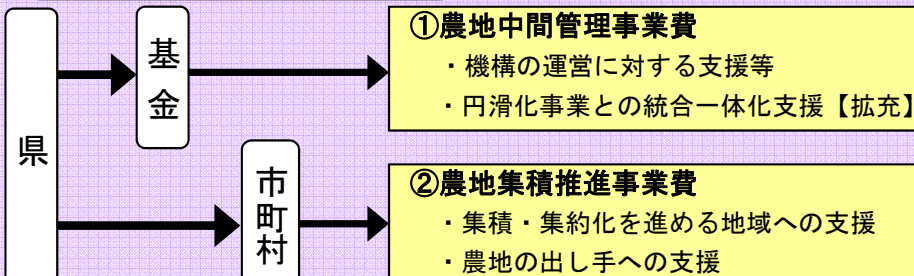 県
基金
①農地中間管理事業費
・機構の運営に対する支援等
・円滑化事業との統合一体化支援【拡充】
市町村
②農地集積推進事業費
・集積・集約化を進める地域への支援
・農地の出し手への支援